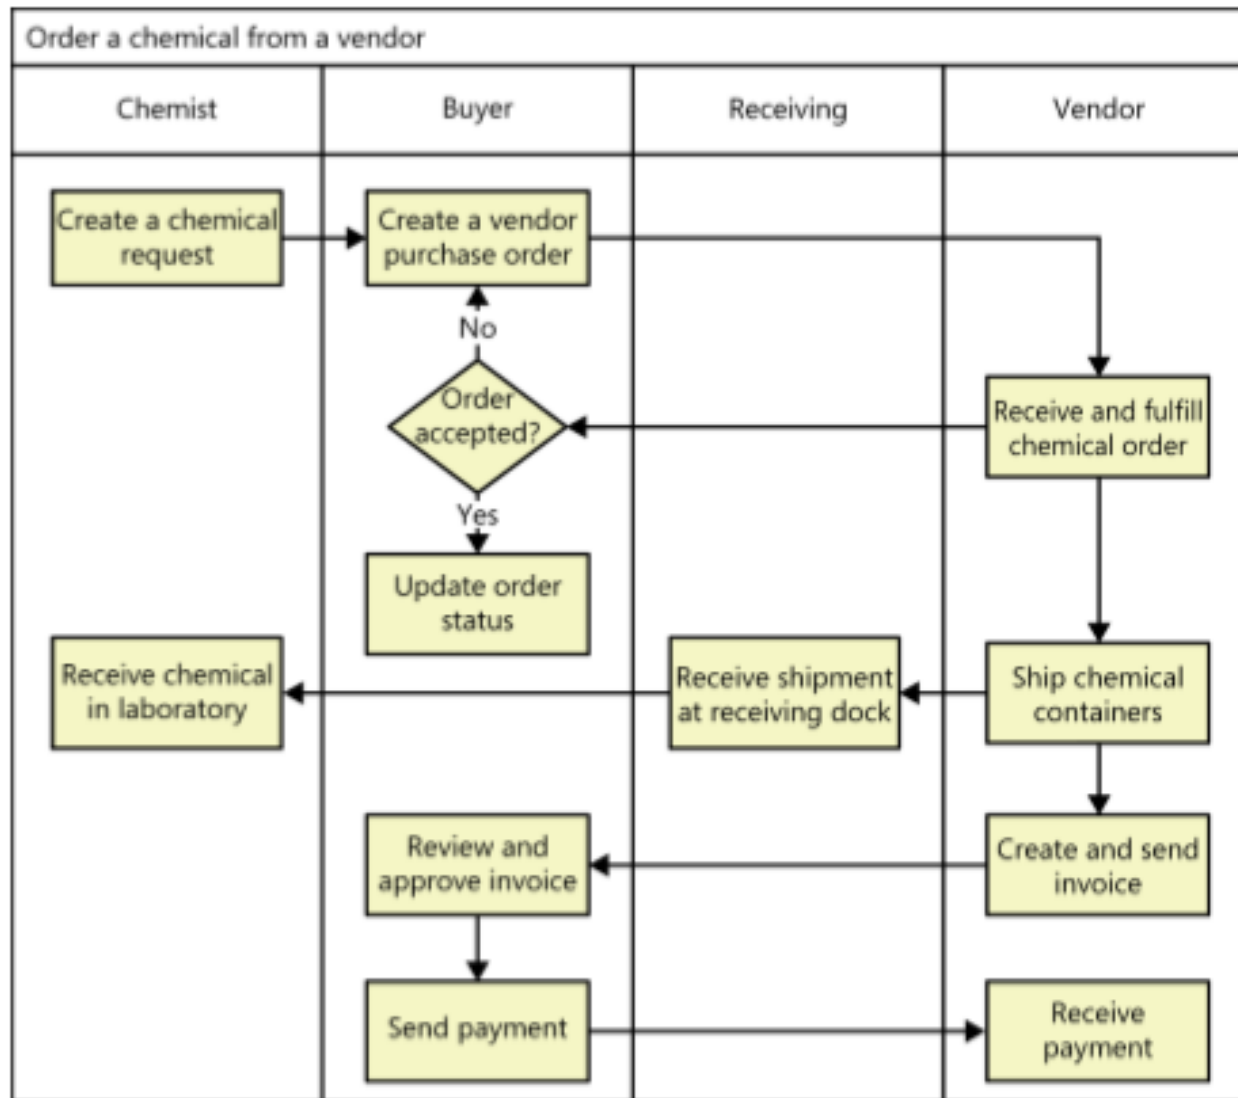 Order a chemical from a vendor
Chemist
Buyer
Receiving
Vendor
Create a chemical
request
Create a vendor
purchase order
No
Order
accepted?
Receive and fulfill
chemical order
Yes
Update order
status
Receive chemical
in laboratory
Receive shipment
at receiving dock
Ship chemical
containers
Review and
approve invoice
Create and send
invoice
Send payment
Receive
payment